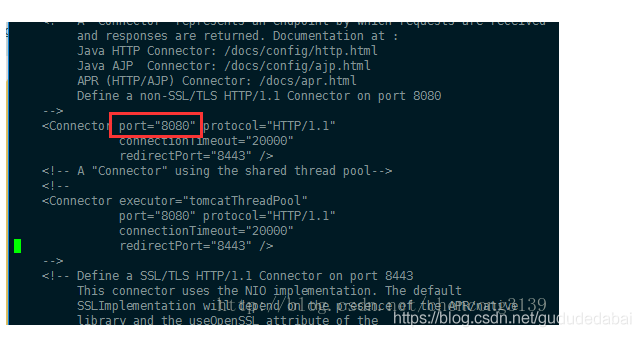 <!-- A "Connector" represents an endpoint by which requests are received
and responses are returned. Documentation at :
Java HTTP Connector: /docs/config/http.html
Java AJP  Connector: /docs/config/ajp.html
APR (HTTP/AJP) Connector: /docs/apr.html
Define a non-SSL/TLS HTTP/1.1 Connector on port 8080
-->
<Connector port="8080" protocol="HTTP/1.1"
connectionTimeout="20000"
redirectPort="8443" />
<!-- A "Connector" using the shared thread pool-->
<!--
<Connector executor="tomcatThreadPool"
port="8080" protocol="HTTP/1.1"
connectionTimeout="20000"
redirectPort="8443" />
-->
<!-- Define a SSL/TLS HTTP/1.1 Connector on port 8443
This connector uses the NIO implementation. The default
SSLImplementation will depend on the presence of the APR/native
library and the useOpenSSL attribute of the
https://blog.csdn.net/gududedabai